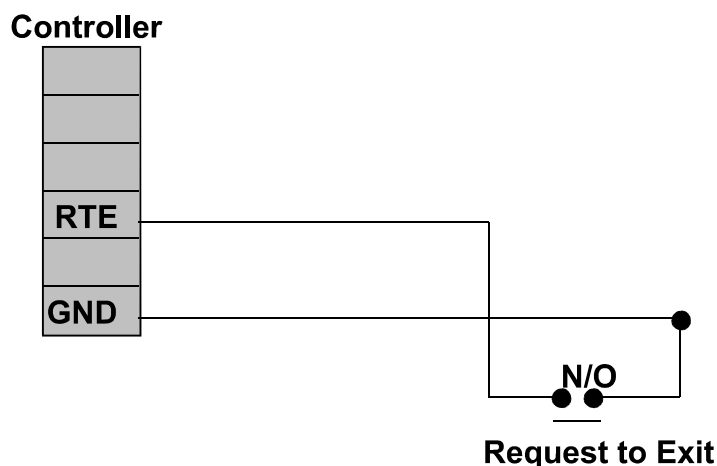 Controller
RTE
GND
N/O
Request to Exit